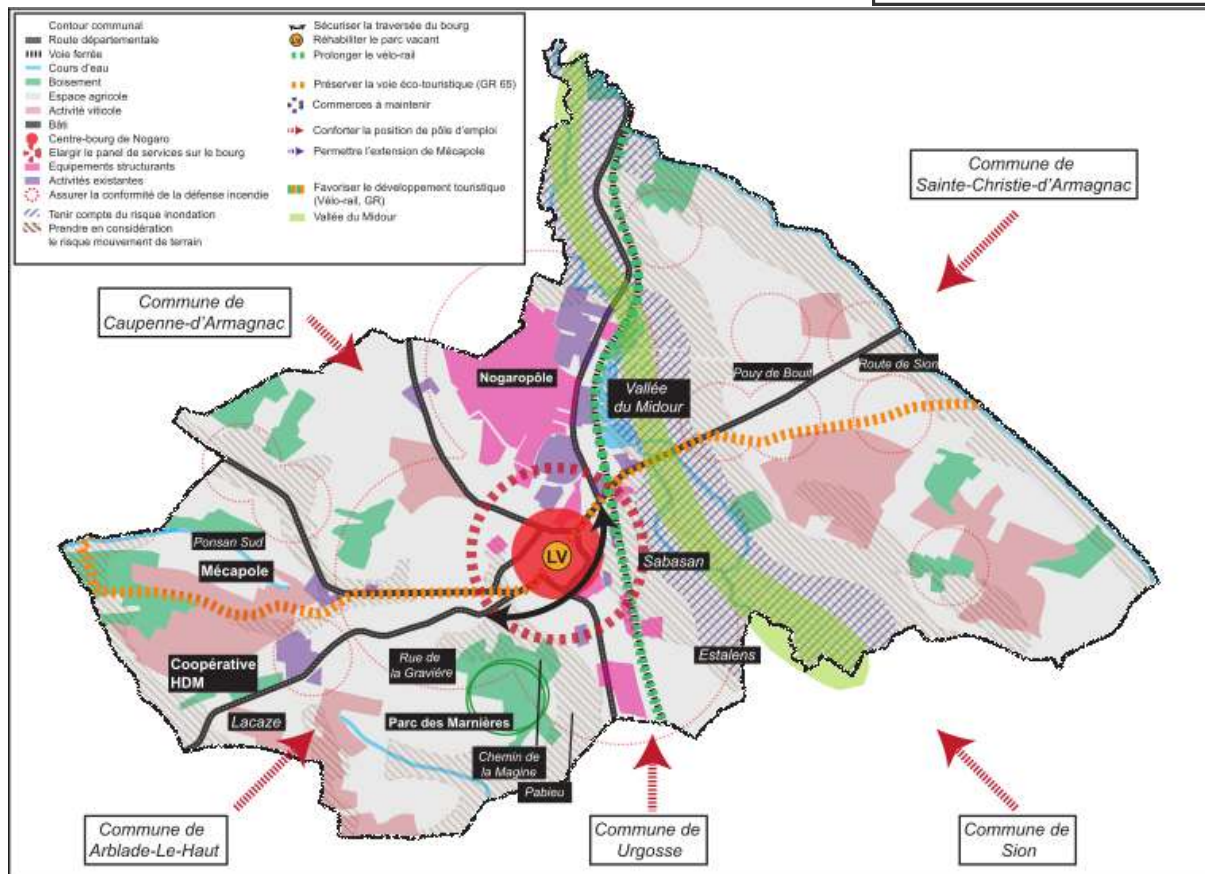 Contour communal
Route départementale
Voie ferrée
Cours d'eau
Boisement
Espace agricole
Activité viticole
Bâti
Centre-bourg de Nogaro
Elargir le panel de services sur le bourg
Equipements structurants
Activités existantes
Assurer la conformité de la défense incendie
Tenir compte du risque inondation
Prendre en considération
le risque mouvement de terrain
Sécuriser la traversée du bourg
LV Réhabiliter le parc vacant
Prolonger le vélo-rail
Préserver la voie éco-touristique (GR 65)
Commerces à maintenir
Conforter la position de pôle d'emploi
Permettre l'extension de Mécapole
Favoriser le développement touristique
(Vélo-rail, GR)
Vallée du Midour
Commune de
Sainte-Christie-d'Armagnac
Commune de
Caupenne-d'Armagnac
Nogaropôle
Vallée
du Midour
Pouy de Bouit
Route de Sion
Ponsan Sud
Mécapole
LV
Sabasan
Estalens
Coopérative
HDM
Rue de
la Gravière
Lacaze
Parc des Marnières
Chemin de
la Magine
Pabieu
Commune de
Arblade-Le-Haut
Commune de
Urgosse
Commune de
Sion